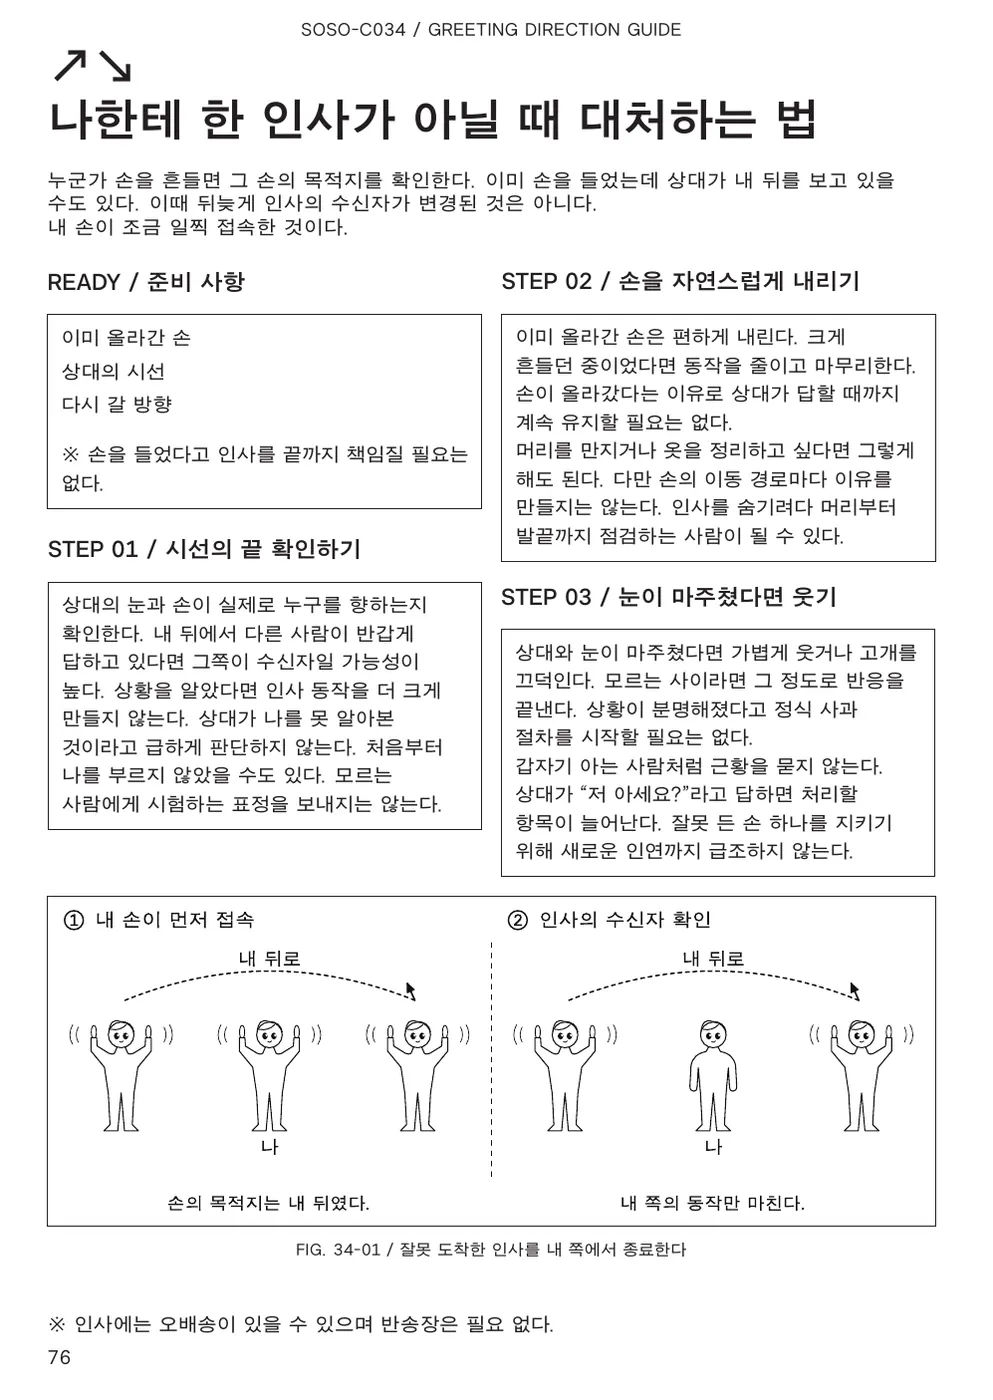 SOSO-C034 / GREETING DIRECTION GUIDE
↗↘
나한테 한 인사가 아닐 때 대처하는 법
누군가 손을 흔들면 그 손의 목적지를 확인한다. 이미 손을 들었는데 상대가 내 뒤를 보고 있을
수도 있다. 이때 뒤늦게 인사의 수신자가 변경된 것은 아니다.
내 손이 조금 일찍 접속한 것이다.
READY / 준비 사항
이미 올라간 손
상대의 시선
다시 갈 방향
※ 손을 들었다고 인사를 끝까지 책임질 필요는
없다.
STEP 01 / 시선의 끝 확인하기
상대의 눈과 손이 실제로 누구를 향하는지
확인한다. 내 뒤에서 다른 사람이 반갑게
답하고 있다면 그쪽이 수신자일 가능성이
높다. 상황을 알았다면 인사 동작을 더 크게
만들지 않는다. 상대가 나를 못 알아본
것이라고 급하게 판단하지 않는다. 처음부터
나를 부르지 않았을 수도 있다. 모르는
사람에게 시험하는 표정을 보내지는 않는다.
STEP 02 / 손을 자연스럽게 내리기
이미 올라간 손은 편하게 내린다. 크게
흔들던 중이었다면 동작을 줄이고 마무리한다.
손이 올라갔다는 이유로 상대가 답할 때까지
계속 유지할 필요는 없다.
머리를 만지거나 옷을 정리하고 싶다면 그렇게
해도 된다. 다만 손의 이동 경로마다 이유를
만들지는 않는다. 인사를 숨기려다 머리부터
발끝까지 점검하는 사람이 될 수 있다.
STEP 03 / 눈이 마주쳤다면 웃기
상대와 눈이 마주쳤다면 가볍게 웃거나 고개를
끄덕인다. 모르는 사이라면 그 정도로 반응을
끝낸다. 상황이 분명해졌다고 정식 사과
절차를 시작할 필요는 없다.
갑자기 아는 사람처럼 근황을 묻지 않는다.
상대가 “저 아세요?”라고 답하면 처리할
항목이 늘어난다. 잘못 든 손 하나를 지키기
위해 새로운 인연까지 급조하지 않는다.
① 내 손이 먼저 접속
내 뒤로
나
손의 목적지는 내 뒤였다.
② 인사의 수신자 확인
내 뒤로
나
내 쪽의 동작만 마친다.
FIG. 34-01 / 잘못 도착한 인사를 내 쪽에서 종료한다
※ 인사에는 오배송이 있을 수 있으며 반송장은 필요 없다.
76